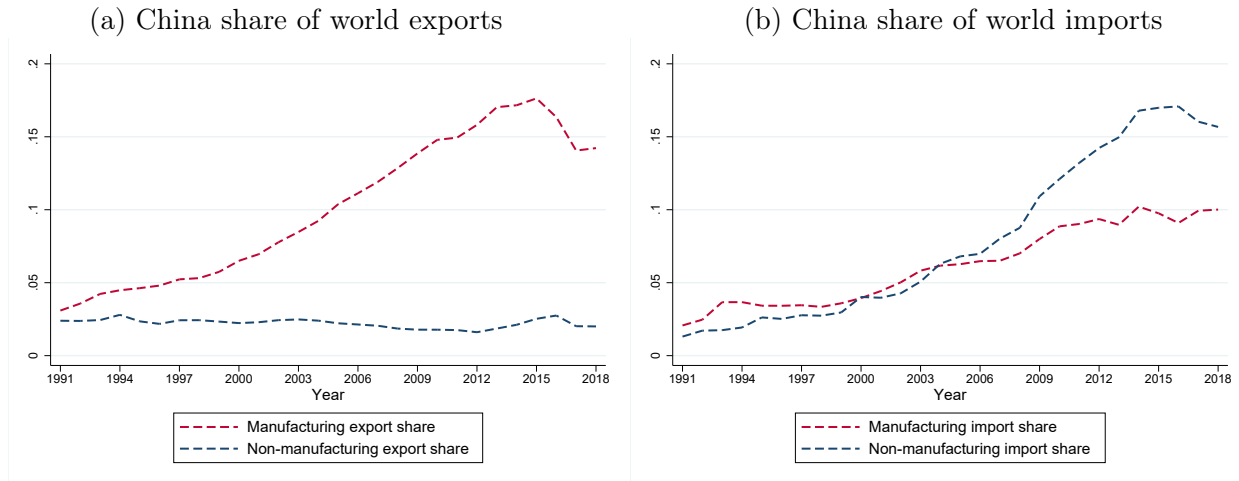 (a) China share of world exports
.2
.15
.1
.05
0
1991 1994 1997 2000 2003 2006 2009 2012 2015 2018
Year
Manufacturing export share
Non-manufacturing export share
(b) China share of world imports
.2
.15
.1
.05
0
1991 1994 1997 2000 2003 2006 2009 2012 2015 2018
Year
Manufacturing import share
Non-manufacturing import share